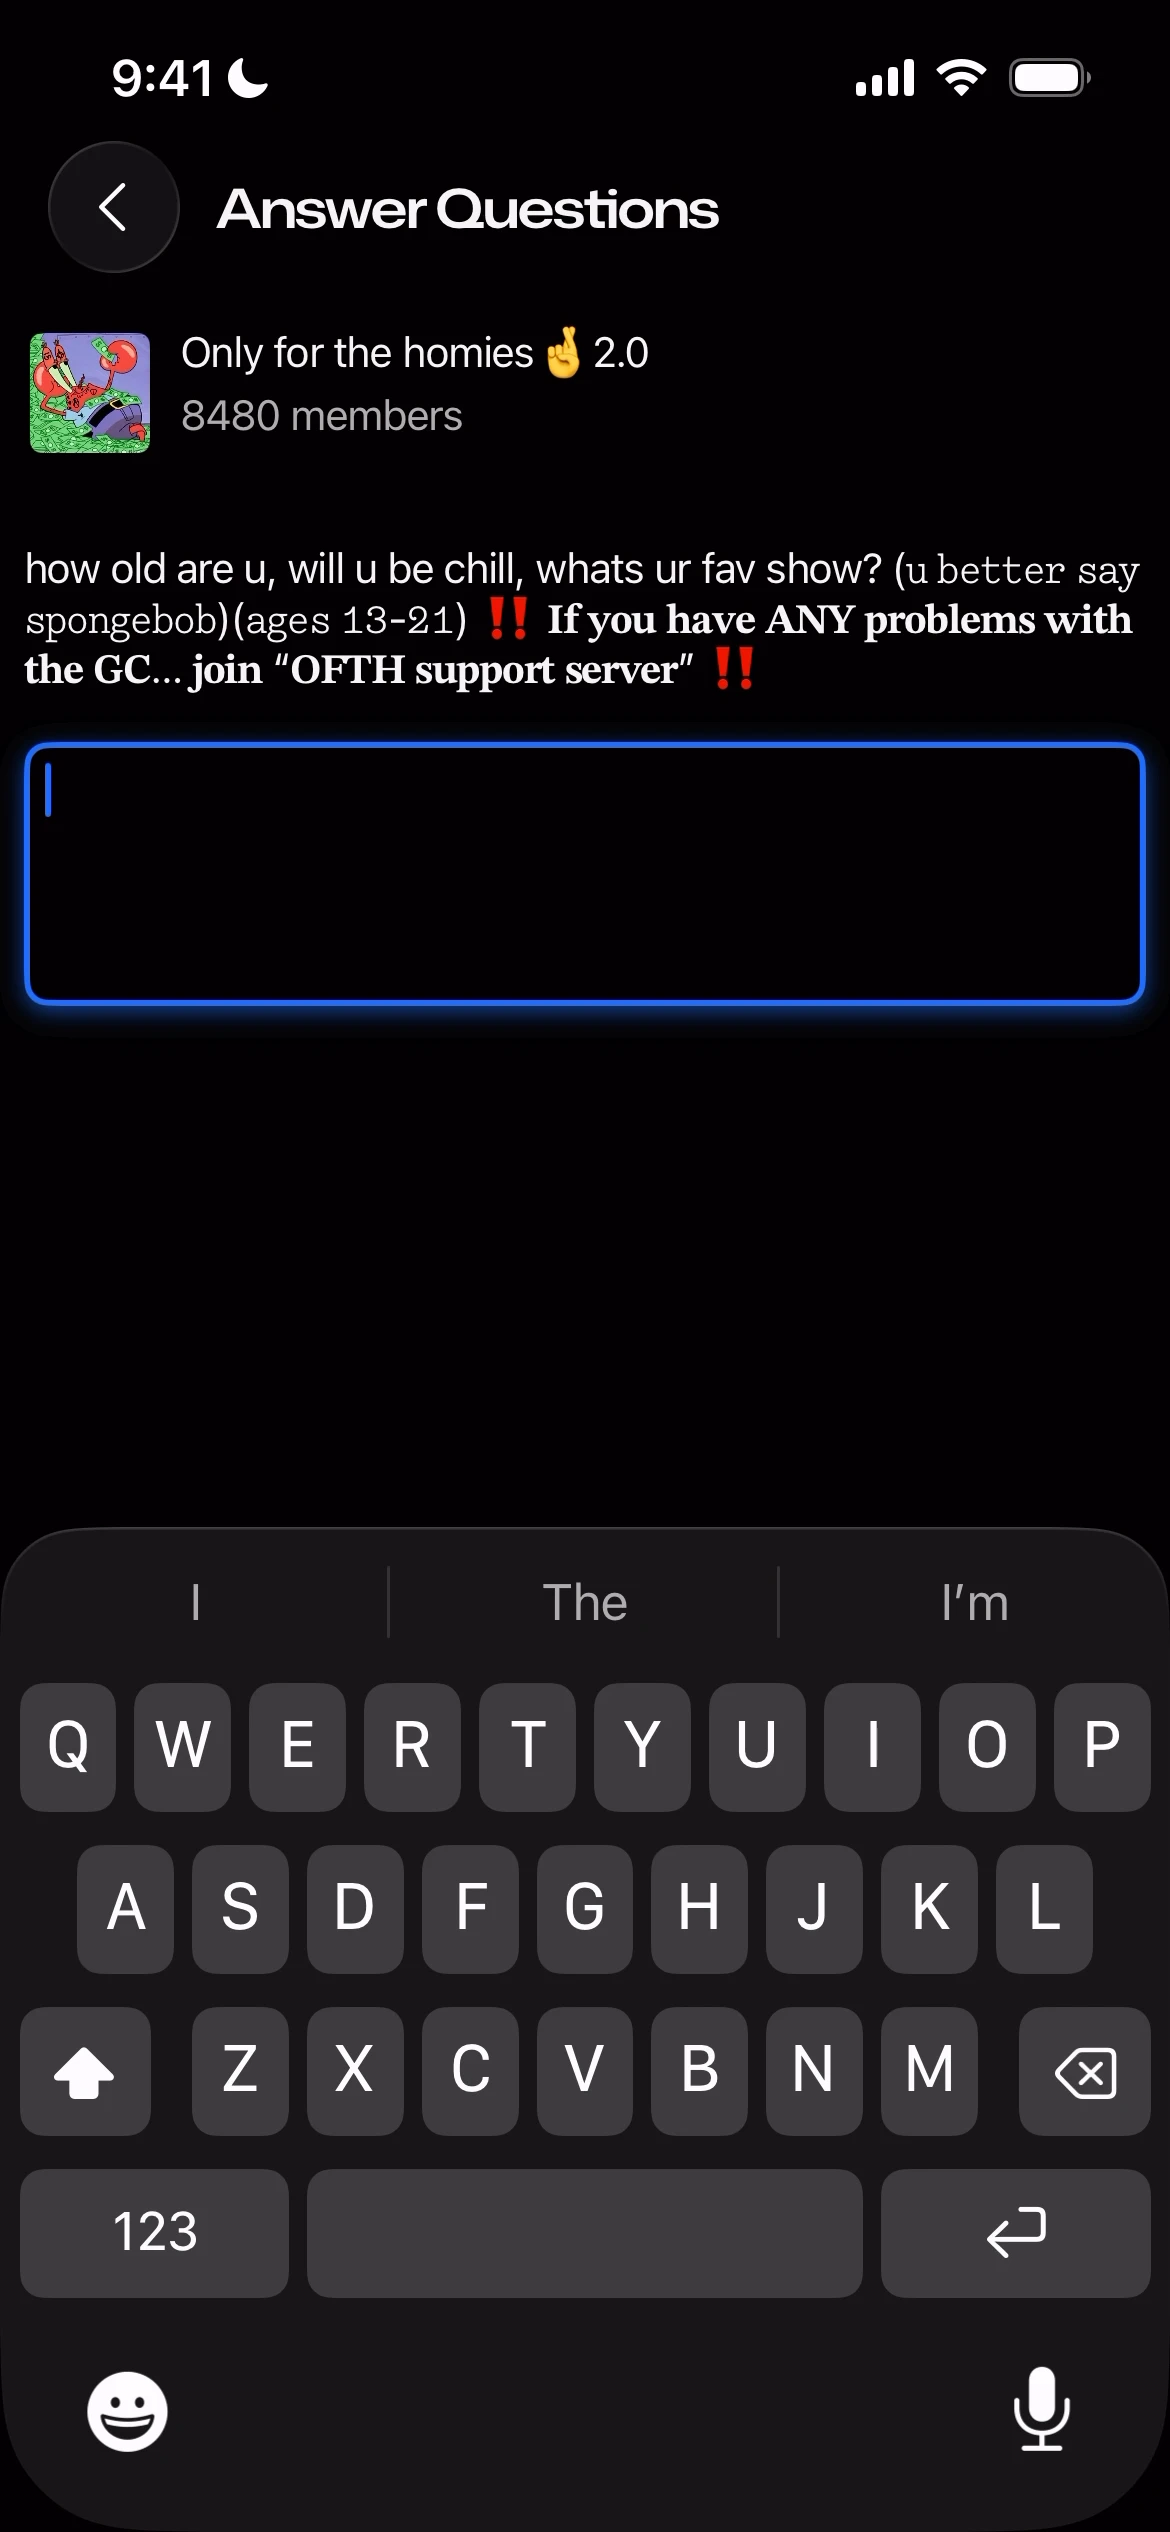 9:41
Answer Questions
Only for the homies🤞2.0
8480 members
how old are u, will u be chill, whats ur fav show? (u better say
spongebob)(ages 13-21) ‼️ If you have ANY problems with
the GC... join “OFTH support server” ‼️
I The I’m
Q W E R T Y U I O P
A S D F G H J K L
Z X C V B N M
123